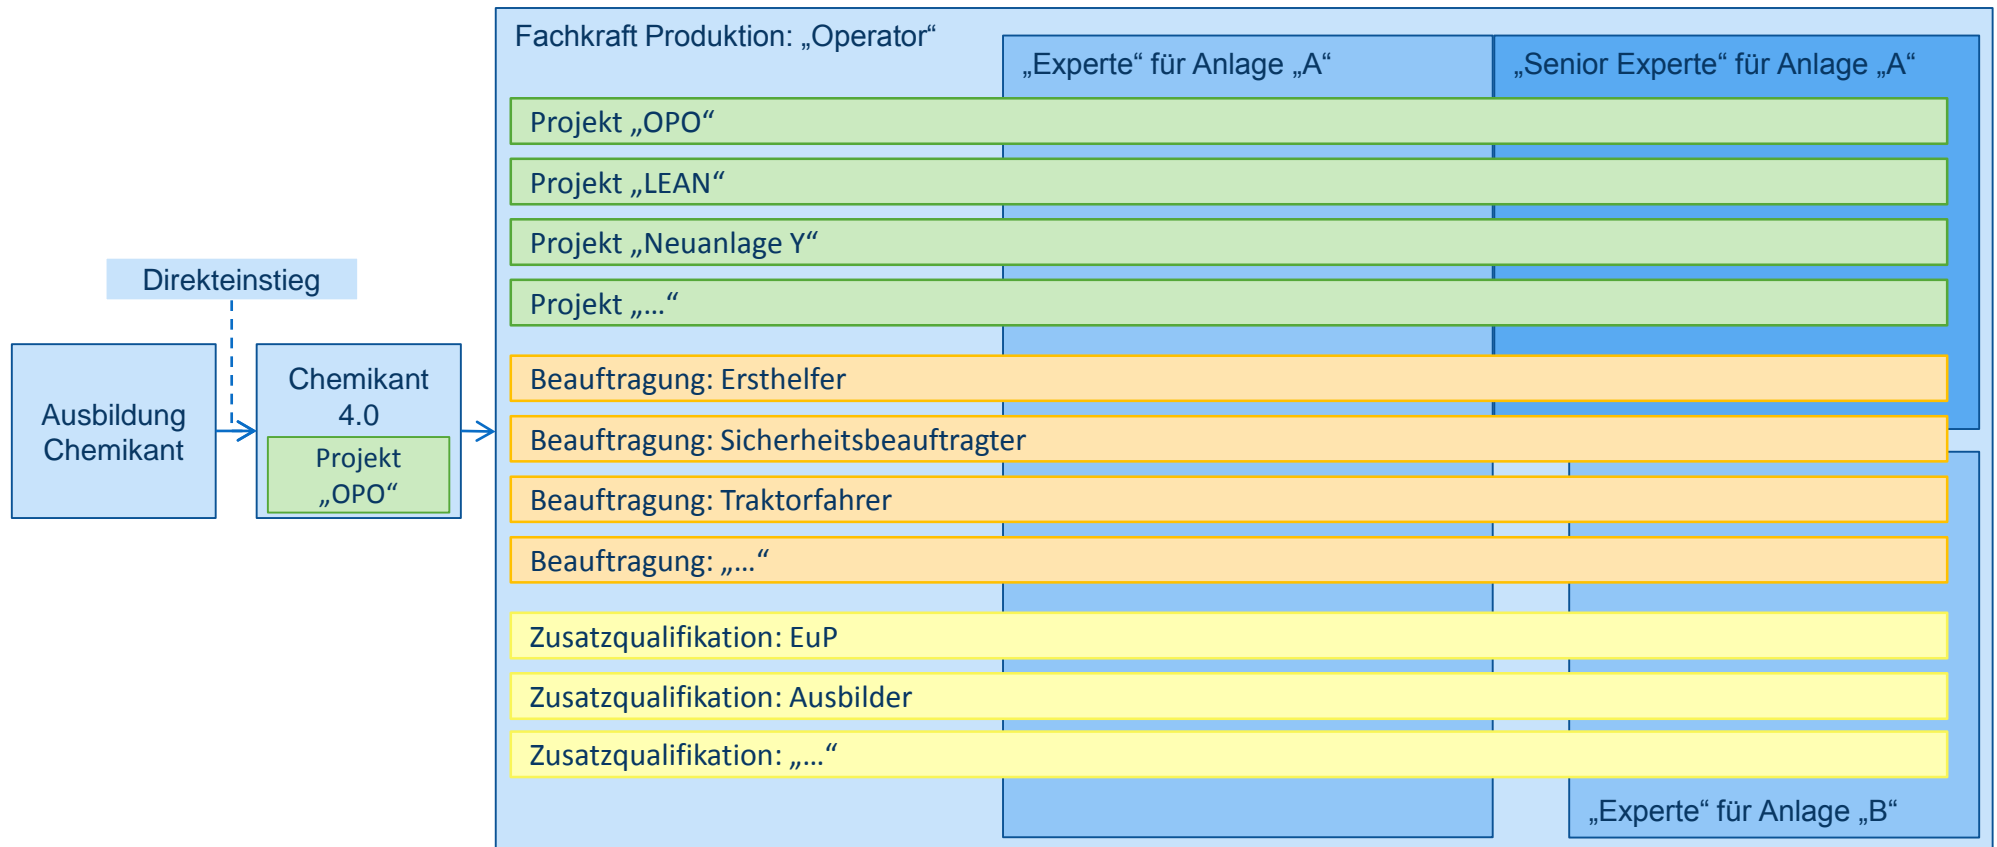 Fachkraft Produktion: „Operator“
„Experte“ für Anlage „A“
„Senior Experte“ für Anlage „A“
Projekt „OPO“
Projekt „LEAN“
Projekt „Neuanlage Y“
Projekt „...“
Direkteinstieg
Ausbildung
Chemikant
Chemikant
4.0
Projekt
„OPO“
Beauftragung: Ersthelfer
Beauftragung: Sicherheitsbeauftragter
Beauftragung: Traktorfahrer
Beauftragung: „...“
Zusatzqualifikation: EuP
Zusatzqualifikation: Ausbilder
Zusatzqualifikation: „...“
„Experte“ für Anlage „B“